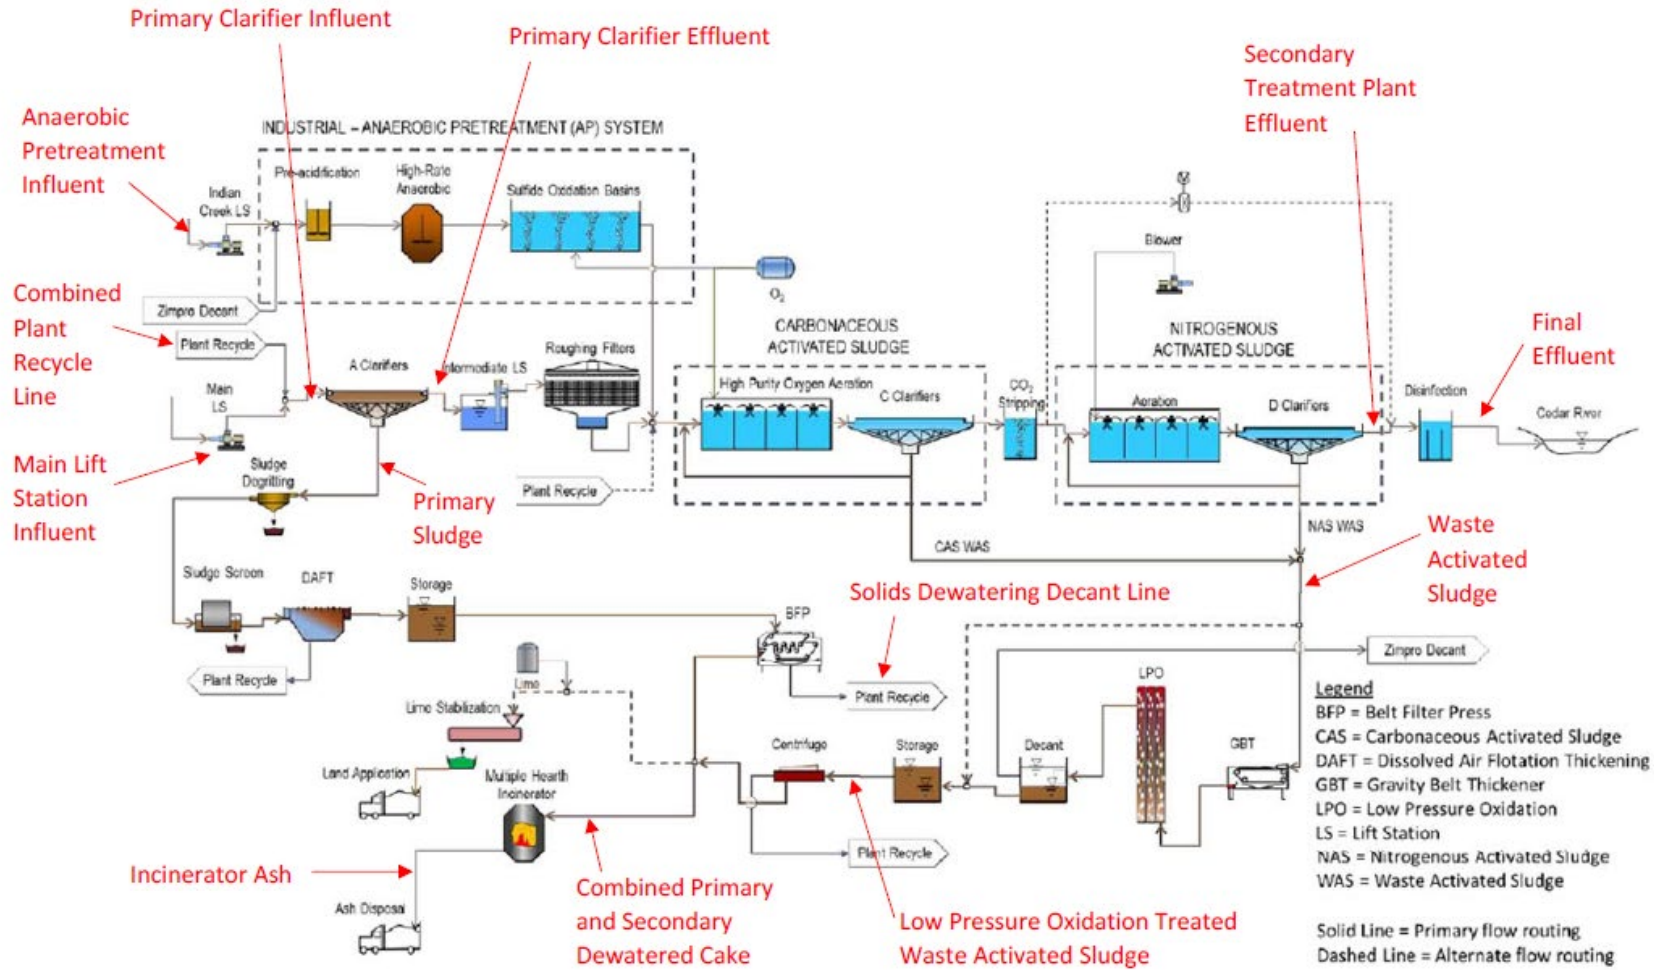 Primary Clarifier Influent
Primary Clarifier Effluent
Secondary
Treatment Plant
Effluent
Anaerobic
Pretreatment
Influent
INDUSTRIAL – ANAEROBIC PRETREATMENT (AP) SYSTEM
Pre-acidification
High-Rate
Anaerobic
Sulfide Oxidation Basins
Indian
Creek LS
M
Blower
O2
Zimpro Decant
Combined
Plant
Recycle
Line
Plant Recycle
CARBONACEOUS
ACTIVATED SLUDGE
NITROGENOUS
ACTIVATED SLUDGE
Final
Effluent
A Clarifiers
Intermediate LS
Roughing Filters
Main
LS
High Purity Oxygen Aeration
C Clarifiers
CO2
Stripping
Aeration
D Clarifiers
Disinfection
Cedar River
Main Lift
Station
Influent
Sludge
Degritting
Primary
Sludge
Plant Recycle
NAS WAS
CAS WAS
Waste
Activated
Sludge
Sludge Screen
DAFT
Storage
Solids Dewatering Decant Line
BFP
Plant Recycle
Lime
Plant Recycle
Zimpro Decant
LPO
Lime Stabilization
Centrifuge
Storage
Decant
GBT
Land Application
Multiple Hearth
Incinerator
Plant Recycle
Incinerator Ash
Ash Disposal
Combined Primary
and Secondary
Dewatered Cake
Low Pressure Oxidation Treated
Waste Activated Sludge
Legend
BFP = Belt Filter Press
CAS = Carbonaceous Activated Sludge
DAFT = Dissolved Air Flotation Thickening
GBT = Gravity Belt Thickener
LPO = Low Pressure Oxidation
LS = Lift Station
NAS = Nitrogenous Activated Sludge
WAS = Waste Activated Sludge
Solid Line = Primary flow routing
Dashed Line = Alternate flow routing